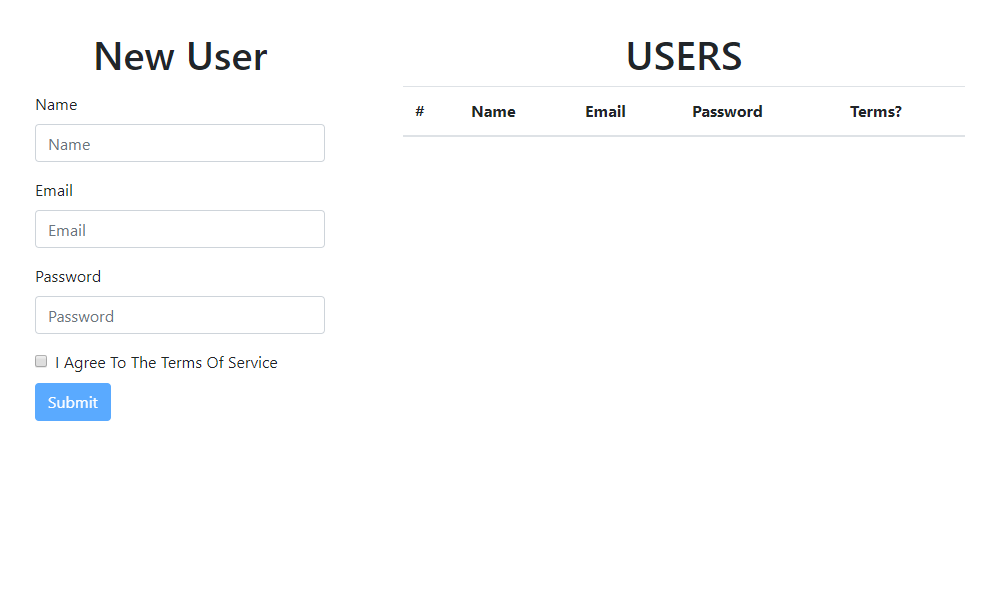 New User
Name
Name
Email
Email
Password
Password
I Agree To The Terms Of Service
Submit
USERS
# Name Email Password Terms?